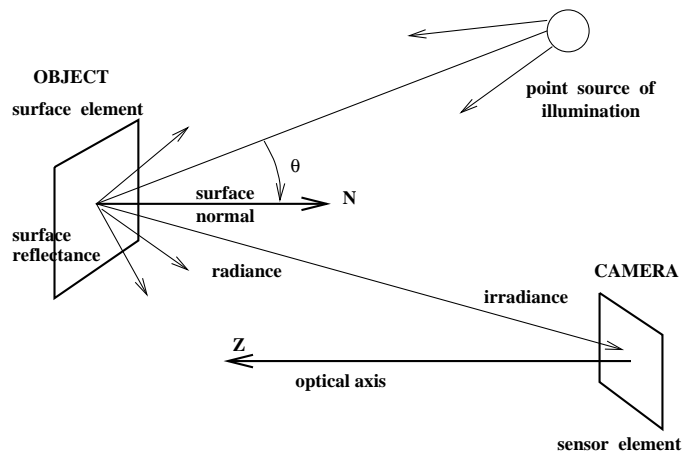 OBJECT
surface element
point source of
illumination
θ
surface
normal
N
surface
reflectance
radiance
CAMERA
irradiance
Z
optical axis
sensor element